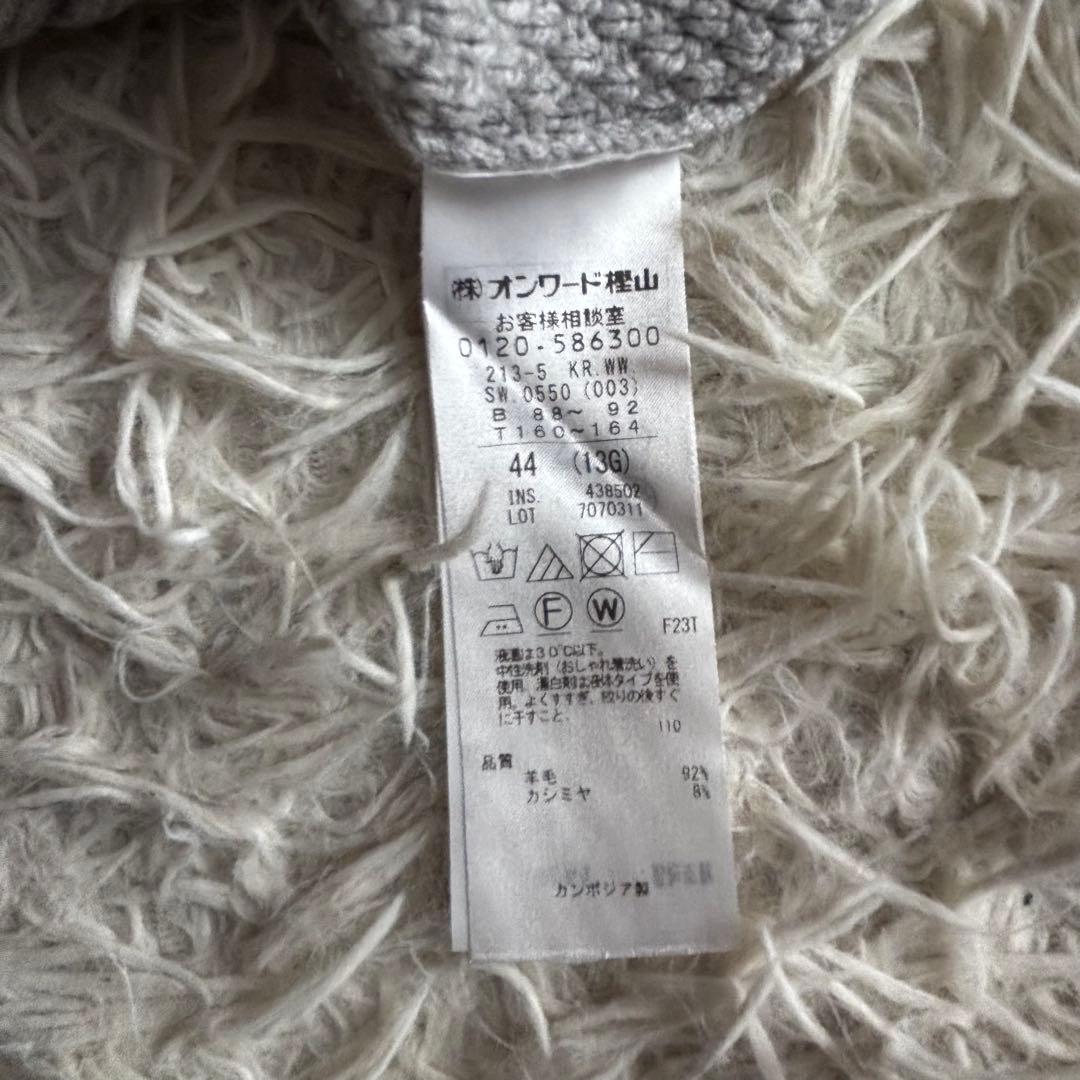 ㈱オンワード樫山
お客様相談室
0120-586300
213-5 KR.WW.
SW.0550 (003)
B 88～ 92
T160～164
44 (13G)
INS. 438502
LOT 7070311
F W F23T
液温は30℃以下。
中性洗剤（おしゃれ着洗い）を
使用。漂白剤は液体タイプを使
用。よくすすぎ、絞りの後すぐ
に干すこと。
110
品質
羊毛 92%
カシミヤ 8%
カンボジア製